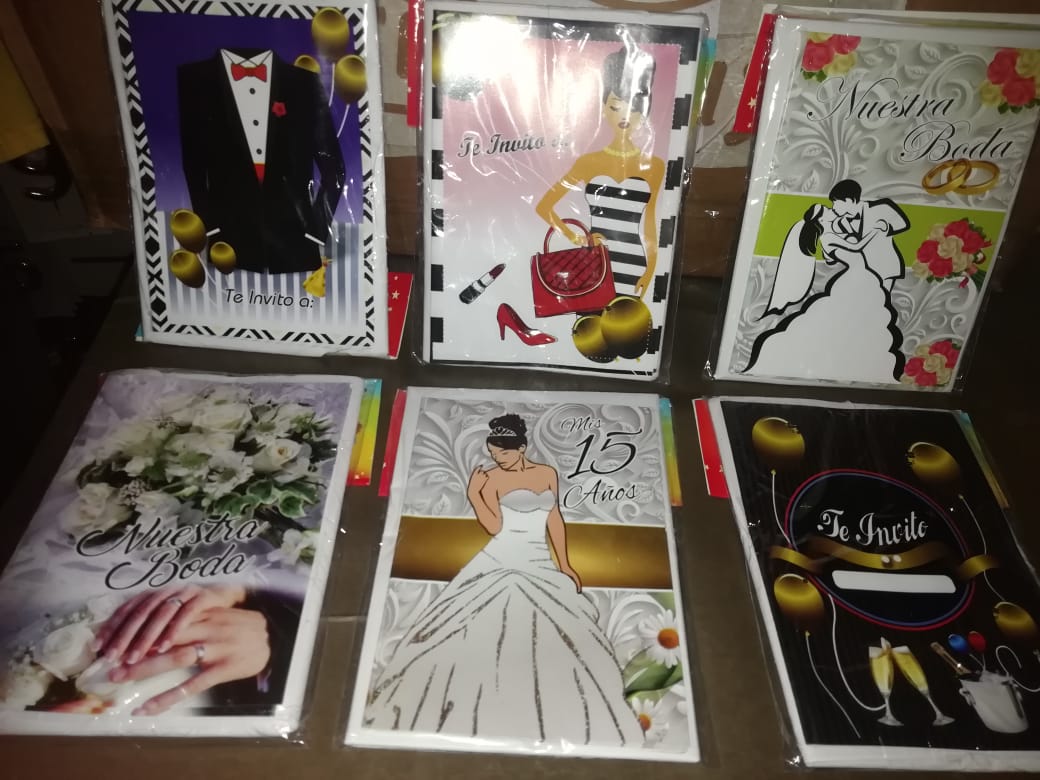 Te Invito a:
Te Invito a:
Nuestra
Boda
Nuestra
Boda
Mis
15
Años
Te Invito